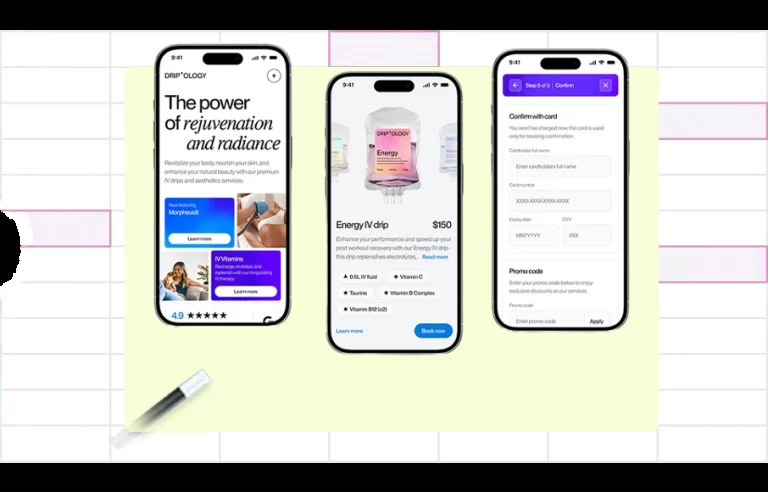 9:41
DRIP*OLOGY
The power
of rejuvenation
and radiance
Revitalize your body, nourish your skin, and
enhance your natural beauty with our premium
IV drips and aesthetics services.
Now featuring
Morpheus8
Learn more
IV Vitamins
Recharge, revitalize, and
replenish with our invigorating
IV therapy.
Learn more
4.9 ★★★★★
G
9:41
DRIP*OLOGY
Energy
Energy IV drip $150
Enhance your performance and speed up your
post workout recovery with our Energy IV drip–
this drip replenishes electrolytes... Read more
D5L IV fluid
Vitamin C
Taurine
Vitamin B Complex
Vitamin B12 (x2)
Learn more
Book now
9:41
Step 5 of 5 | Confirm
Confirm with card
You won't be charged now, the card is used
only for booking confirmation.
Cardholder full name
Enter cardholders full name
Card number
XXXX-XXXX-XXXX-XXXX
Expiry date CVV
MM/YYYY XXX
Promo code
Enter your promo code below to enjoy
exclusive discounts on our services.
Promo code
Enter promo code Apply